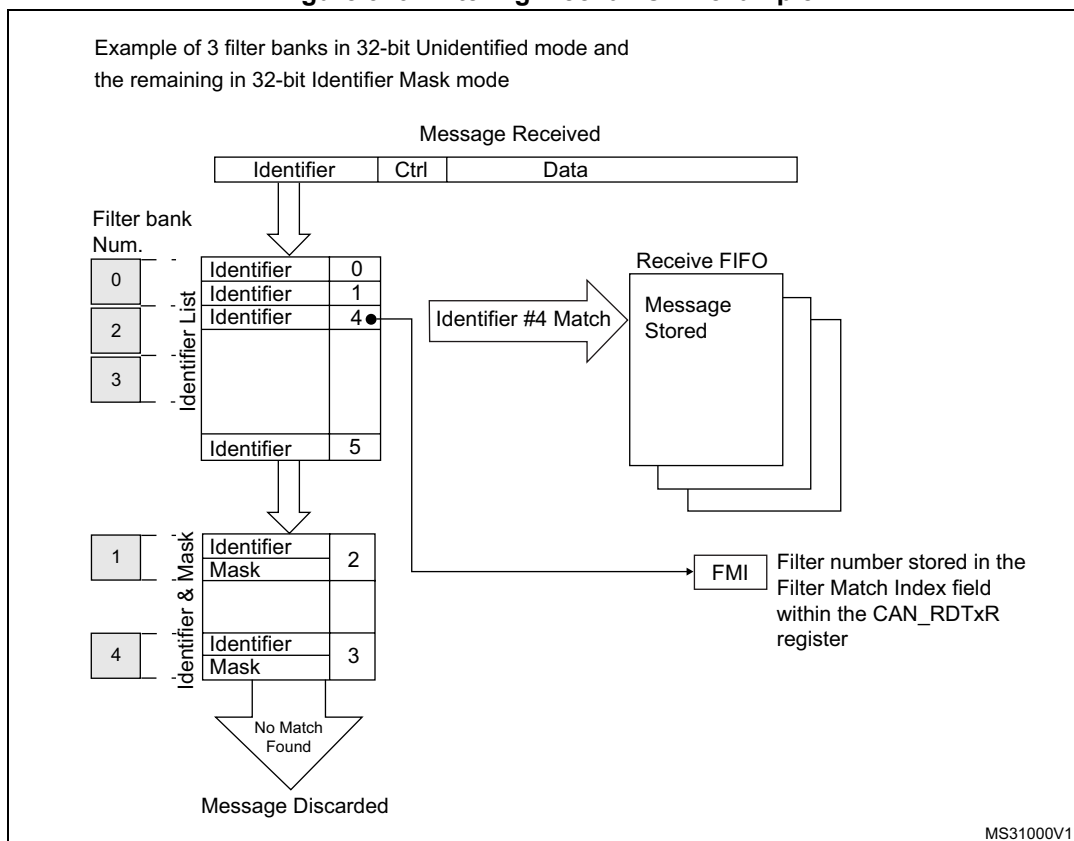 Example of 3 filter banks in 32-bit Unidentified mode and
the remaining in 32-bit Identifier Mask mode
Message Received
Identifier Ctrl Data
Filter bank
Num.
0
2
3
Identifier List
Identifier 0
Identifier 1
Identifier 4
Identifier 5
Identifier #4 Match
Receive FIFO
Message
Stored
1
4
Identifier & Mask
Identifier
Mask
2
Identifier
Mask
3
FMI
Filter number stored in the
Filter Match Index field
within the CAN_RDTxR
register
No Match
Found
Message Discarded
MS31000V1